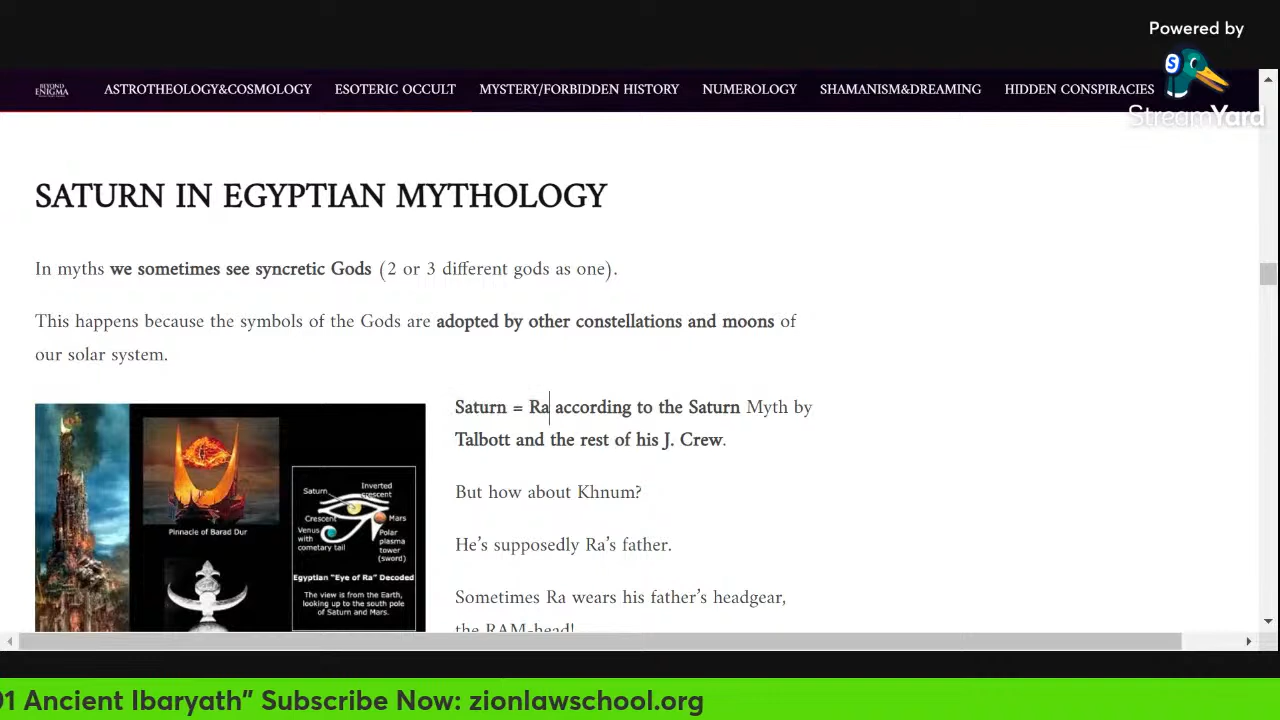 Powered by
StreamYard
BEYOND
ENIGMA
ASTROTHEOLOGY&COSMOLOGY ESOTERIC OCCULT MYSTERY/FORBIDDEN HISTORY NUMEROLOGY SHAMANISM&DREAMING HIDDEN CONSPIRACIES
SATURN IN EGYPTIAN MYTHOLOGY
In myths we sometimes see syncretic Gods (2 or 3 different gods as one).
This happens because the symbols of the Gods are adopted by other constellations and moons of
our solar system.
Saturn = Ra according to the Saturn Myth by
Talbott and the rest of his J. Crew.
But how about Khnum?
He's supposedly Ra's father.
Sometimes Ra wears his father's headgear,
the RAM-head!
Pinnacle of Barad Dur
Saturn
Inverted
crescent
Crescent
Mars
Venus
with
cometary tail
Polar
plasma
tower
(sword)
Egyptian "Eye of Ra" Decoded
The view is from the Earth,
looking up to the south pole
of Saturn and Mars.
01 Ancient Ibaryath" Subscribe Now: zionlawschool.org